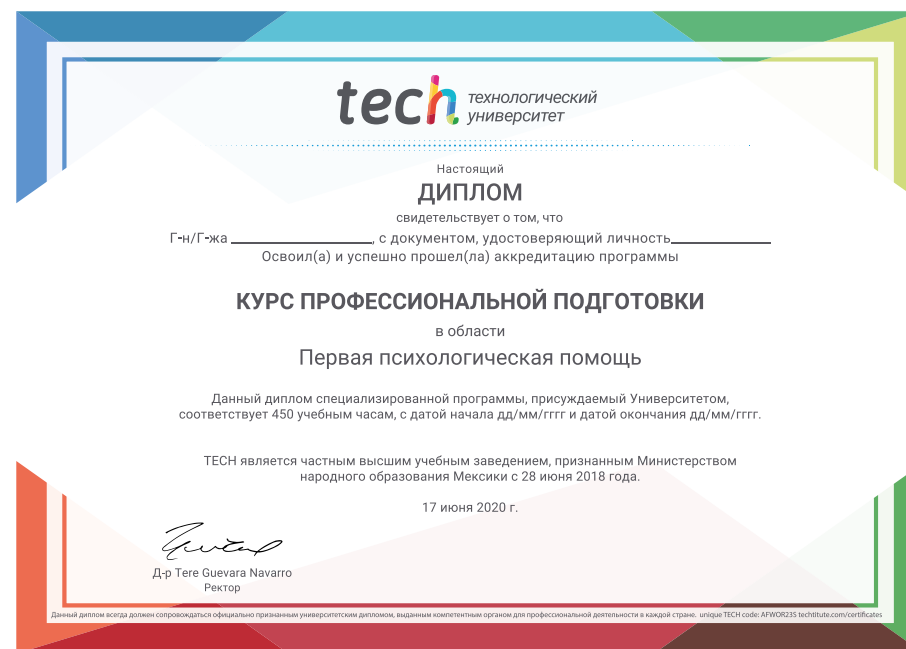 tech технологический
университет
Настоящий
ДИПЛОМ
свидетельствует о том, что
Г-н/Г-жа ________________, с документом, удостоверяющий личность____________
Освоил(а) и успешно прошел(ла) аккредитацию программы
КУРС ПРОФЕССИОНАЛЬНОЙ ПОДГОТОВКИ
в области
Первая психологическая помощь
Данный диплом специализированной программы, присуждаемый Университетом,
соответствует 450 учебным часам, с датой начала дд/мм/гггг и датой окончания дд/мм/гггг.
TECH является частным высшим учебным заведением, признанным Министерством
народного образования Мексики с 28 июня 2018 года.
17 июня 2020 г.
Д-р Tere Guevara Navarro
Ректор
Данный диплом всегда должен сопровождаться официально признанным университетским дипломом, выданным компетентным органом для профессиональной деятельности в каждой стране. unique TECH code: AFWOR23S techtitute.com/certificates